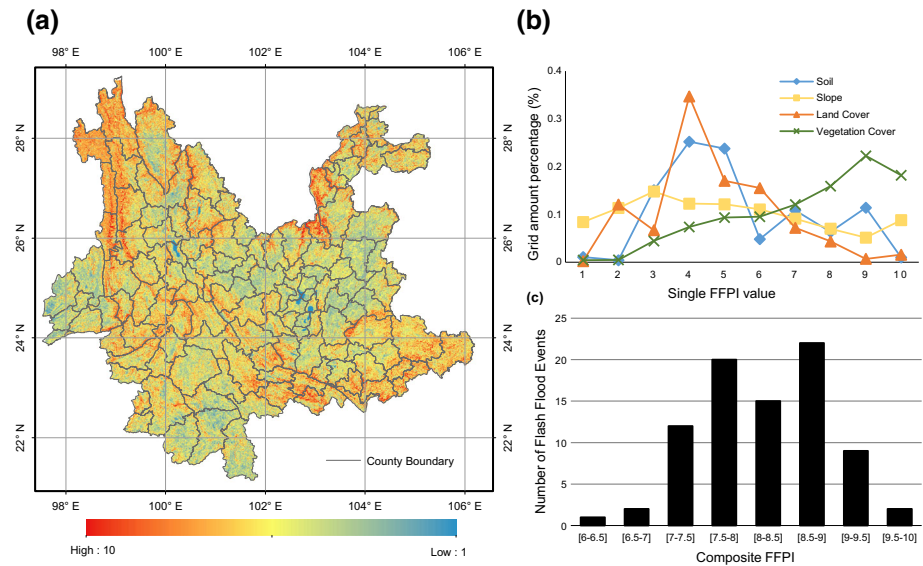 (a)
98° E
100° E
102° E
104° E
106° E
28° N
28° N
26° N
26° N
24° N
24° N
22° N
22° N
County Boundary
98° E
100° E
102° E
104° E
106° E
High : 10
Low : 1
(b)
Grid amount percentage (%)
0.4
0.3
0.2
0.1
0
Soil
Slope
Land Cover
Vegetation Cover
1 2 3 4 5 6 7 8 9 10
Single FFPI value
(c)
Number of Flash Flood Events
25
20
15
10
5
0
[6-6.5] [6.5-7] [7-7.5] [7.5-8] [8-8.5] [8.5-9] [9-9.5] [9.5-10]
Composite FFPI